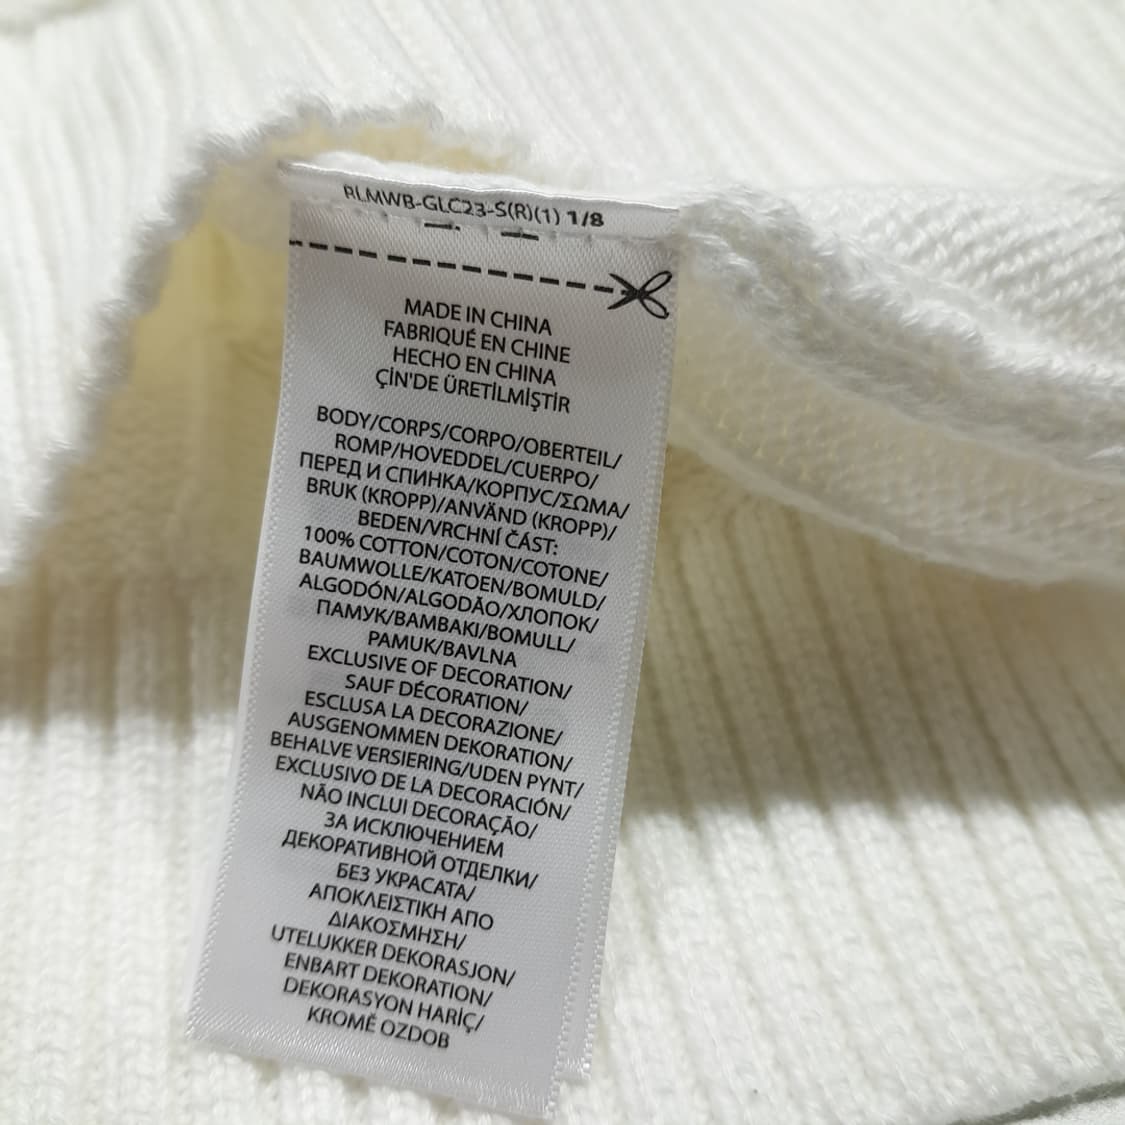 RLMWB-GLC23-S(R)(1) 1/8
MADE IN CHINA
FABRIQUÉ EN CHINE
HECHO EN CHINA
ÇİN'DE ÜRETİLMİŞTİR
BODY/CORPS/CORPO/OBERTEIL/
ROMP/HOVEDDEL/CUERPO/
ПЕРЕД И СПИНКА/КОРПУС/ΣΩΜΑ/
BRUK (KROPP)/ANVÄND (KROPP)/
BEDEN/VRCHNÍ ČÁST:
100% COTTON/COTON/COTONE/
BAUMWOLLE/KATOEN/BOMULD/
ALGODÓN/ALGODÃO/ХЛОПОК/
ПАМУК/ΒΑΜΒΑΚΙ/BOMULL/
PAMUK/BAVLNA
EXCLUSIVE OF DECORATION/
SAUF DÉCORATION/
ESCLUSA LA DECORAZIONE/
AUSGENOMMEN DEKORATION/
BEHALVE VERSIERING/UDEN PYNT/
EXCLUSIVO DE LA DECORACIÓN/
NÃO INCLUI DECORAÇÃO/
ЗА ИСКЛЮЧЕНИЕМ
ДЕКОРАТИВНОЙ ОТДЕЛКИ/
БЕЗ УКРАСАТА/
ΑΠΟΚΛΕΙΣΤΙΚΗ ΑΠΟ
ΔΙΑΚΟΣΜΗΣΗ/
UTELUKKER DEKORASJON/
ENBART DEKORATION/
DEKORASYON HARİÇ/
KROMĚ OZDOB